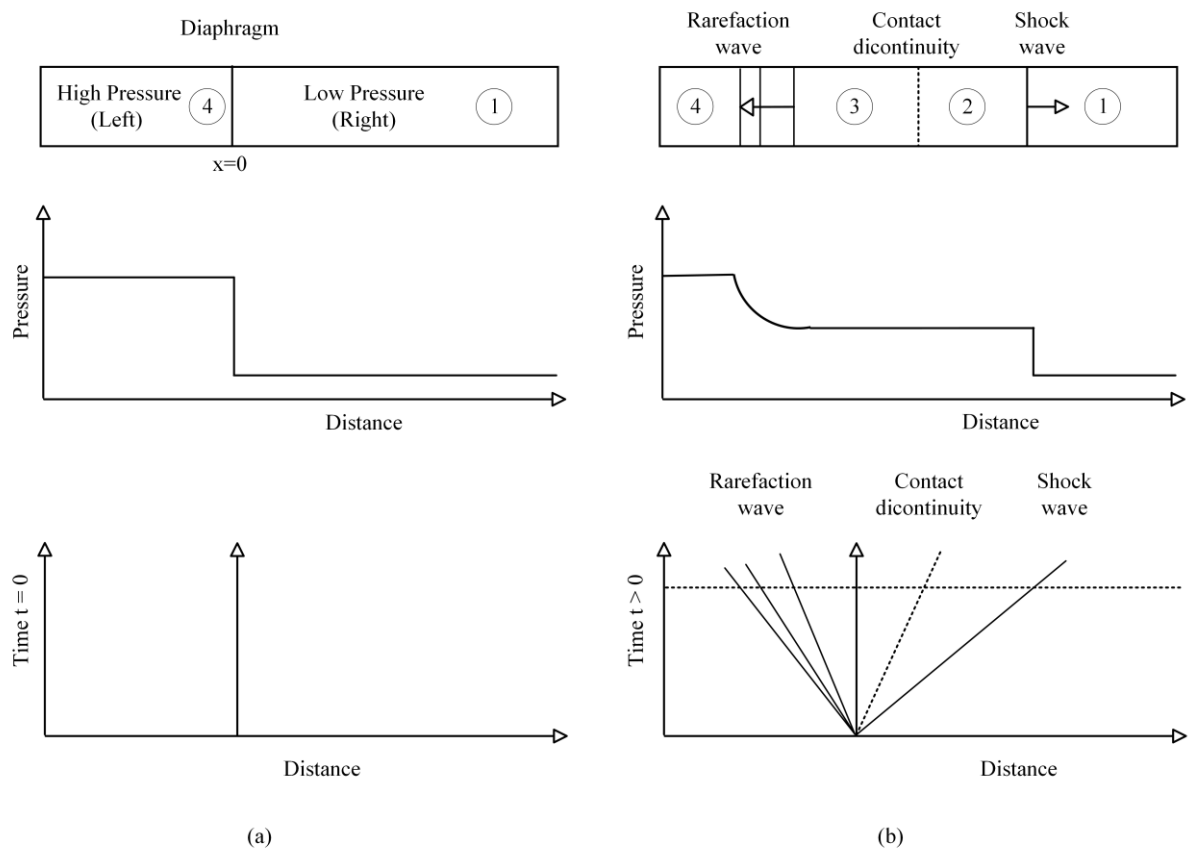 Diaphragm
High Pressure
(Left)
4
Low Pressure
(Right)
1
x=0
Pressure
Distance
Time t = 0
Distance
(a)
Rarefaction
wave
Contact
dicontinuity
Shock
wave
4
3
2
1
Pressure
Distance
Rarefaction
wave
Contact
dicontinuity
Shock
wave
Time t > 0
Distance
(b)